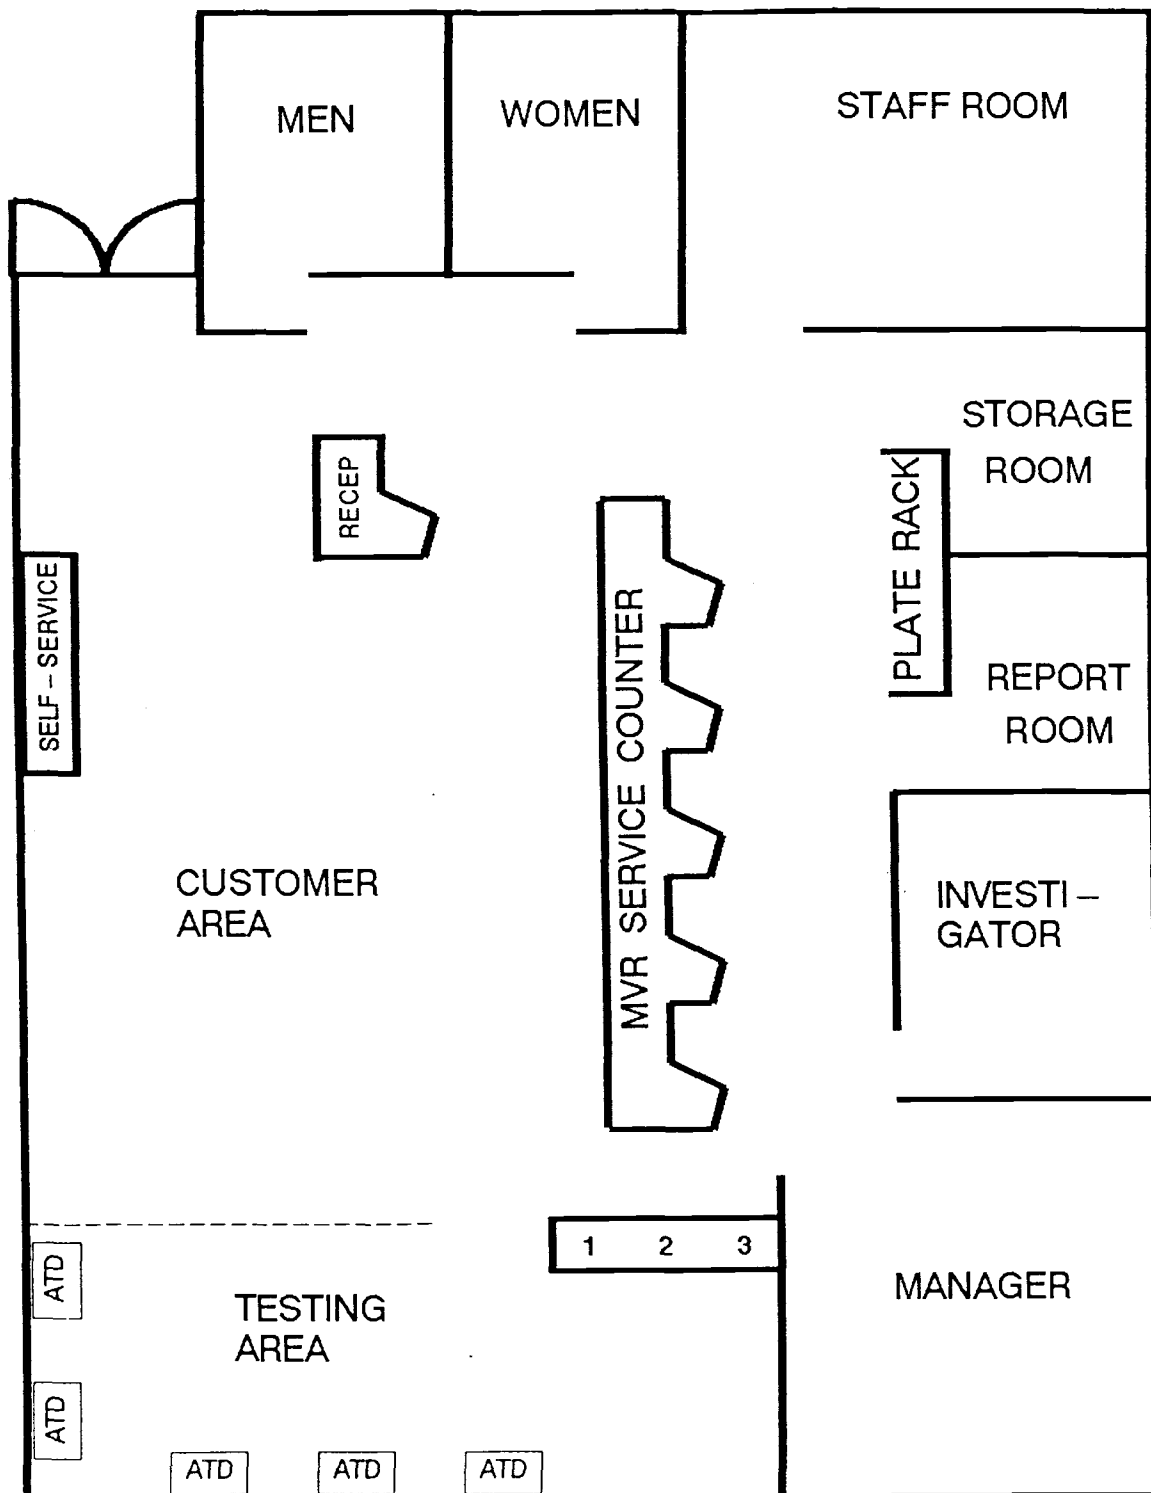 MEN
WOMEN
STAFF ROOM
STORAGE
ROOM
RECEP
PLATE RACK
SELF – SERVICE
MVR SERVICE COUNTER
REPORT
ROOM
CUSTOMER
AREA
INVESTI –
GATOR
1 2 3
ATD
TESTING
AREA
MANAGER
ATD
ATD
ATD
ATD